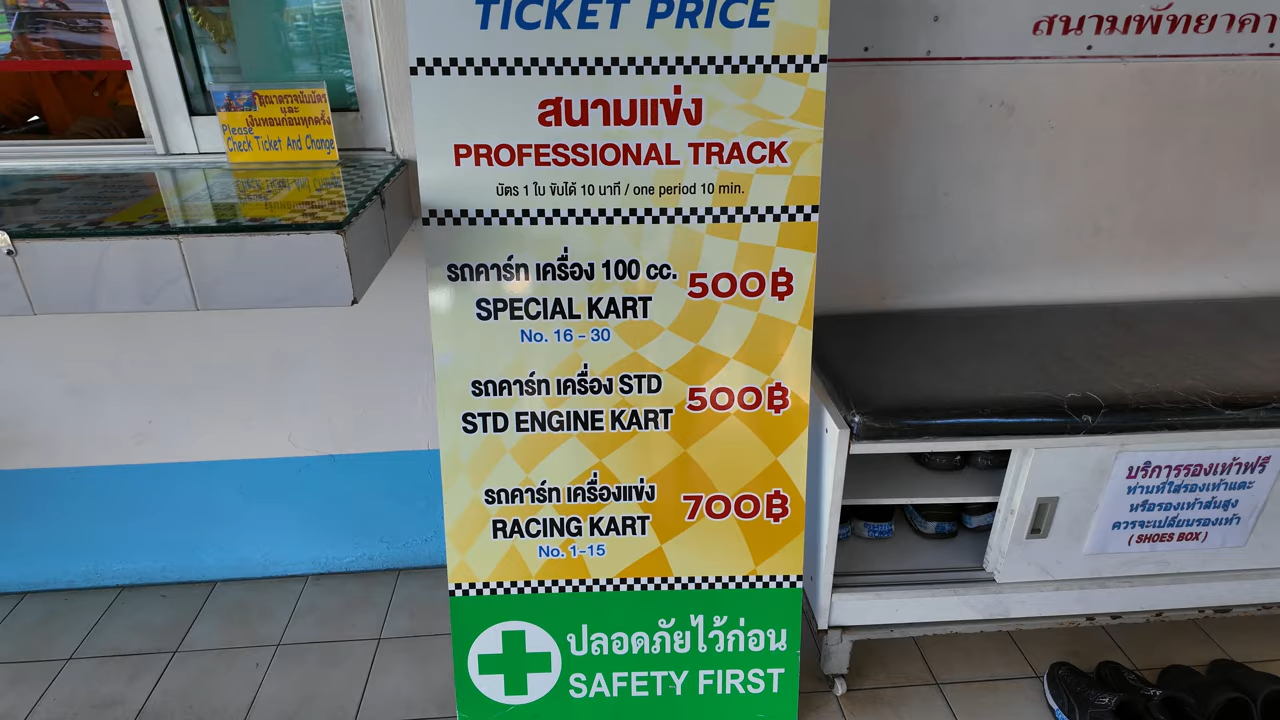 TICKET PRICE
สนามแข่ง
PROFESSIONAL TRACK
บัตร 1 ใบ ขับได้ 10 นาที / one period 10 min.
รถคาร์ท เครื่อง 100 cc.
500฿
SPECIAL KART
No. 16 - 30
รถคาร์ท เครื่อง STD
500฿
STD ENGINE KART
รถคาร์ท เครื่องแข่ง
700฿
RACING KART
No. 1-15
ปลอดภัยไว้ก่อน
SAFETY FIRST
กรุณาตรวจนับบัตร
และ
เงินทอนก่อนทุกครั้ง
Please
Check Ticket And Change
สนามพัทยาคา
บริการรองเท้าฟรี
ท่านที่ใส่รองเท้าแตะ
หรือรองเท้าส้นสูง
ควรจะเปลี่ยนรองเท้า
( SHOES BOX )